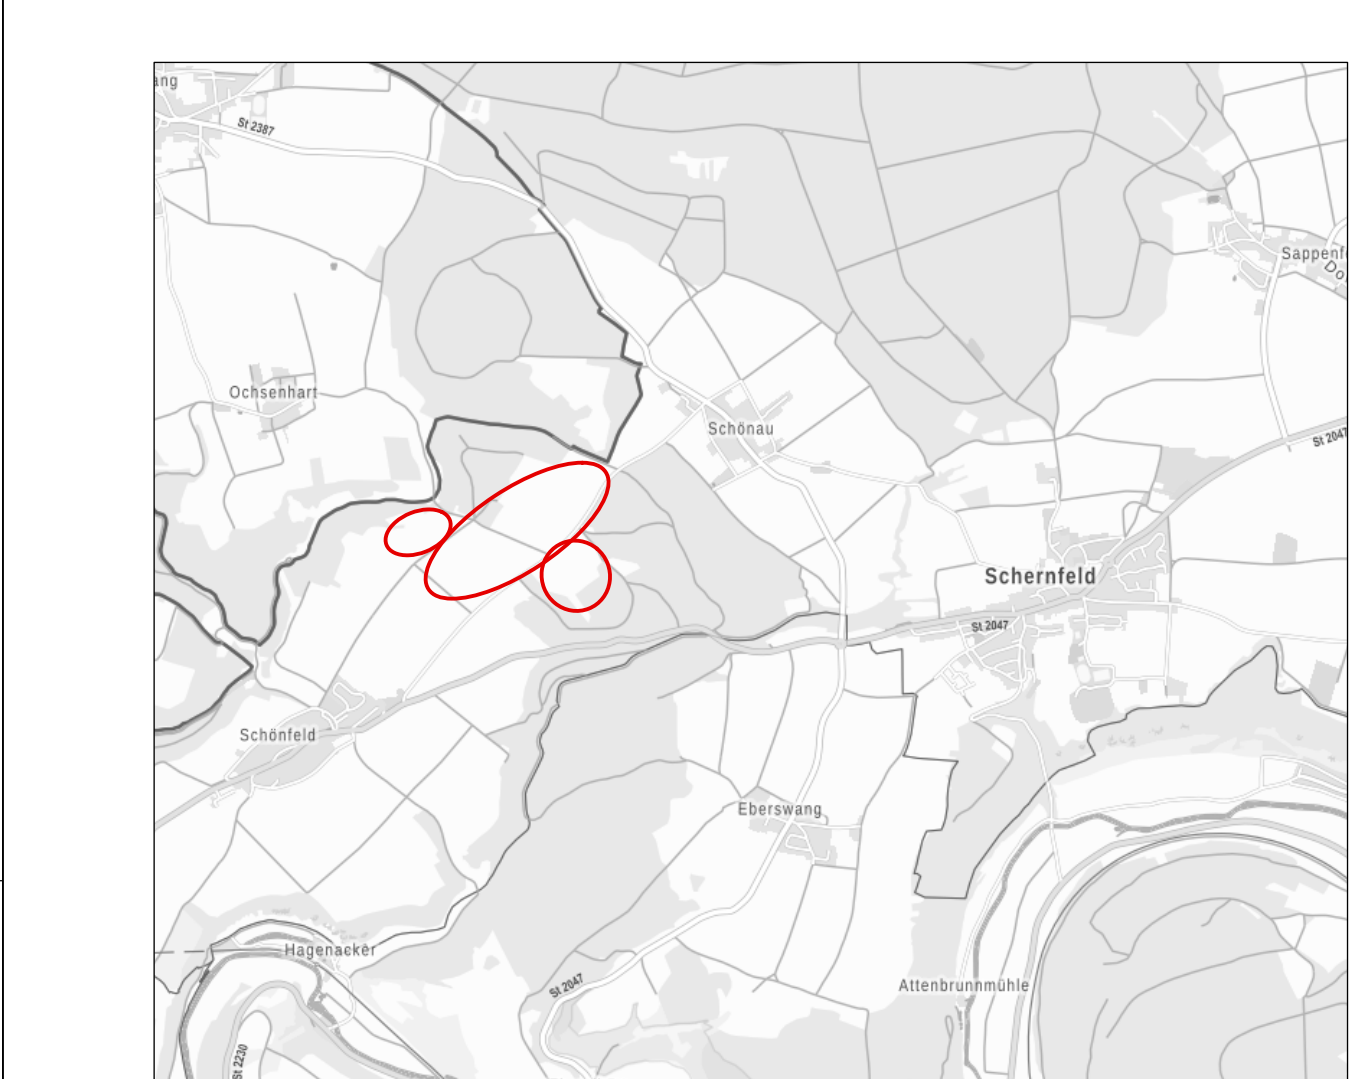 ang
St 2387
Sappenf
Do
Ochsenhart
Schönau
St 2047
Schernfeld
St 2047
Schönfeld
Eberswang
Hagenacker
St 2047
Attenbrunnmühle
St 2230